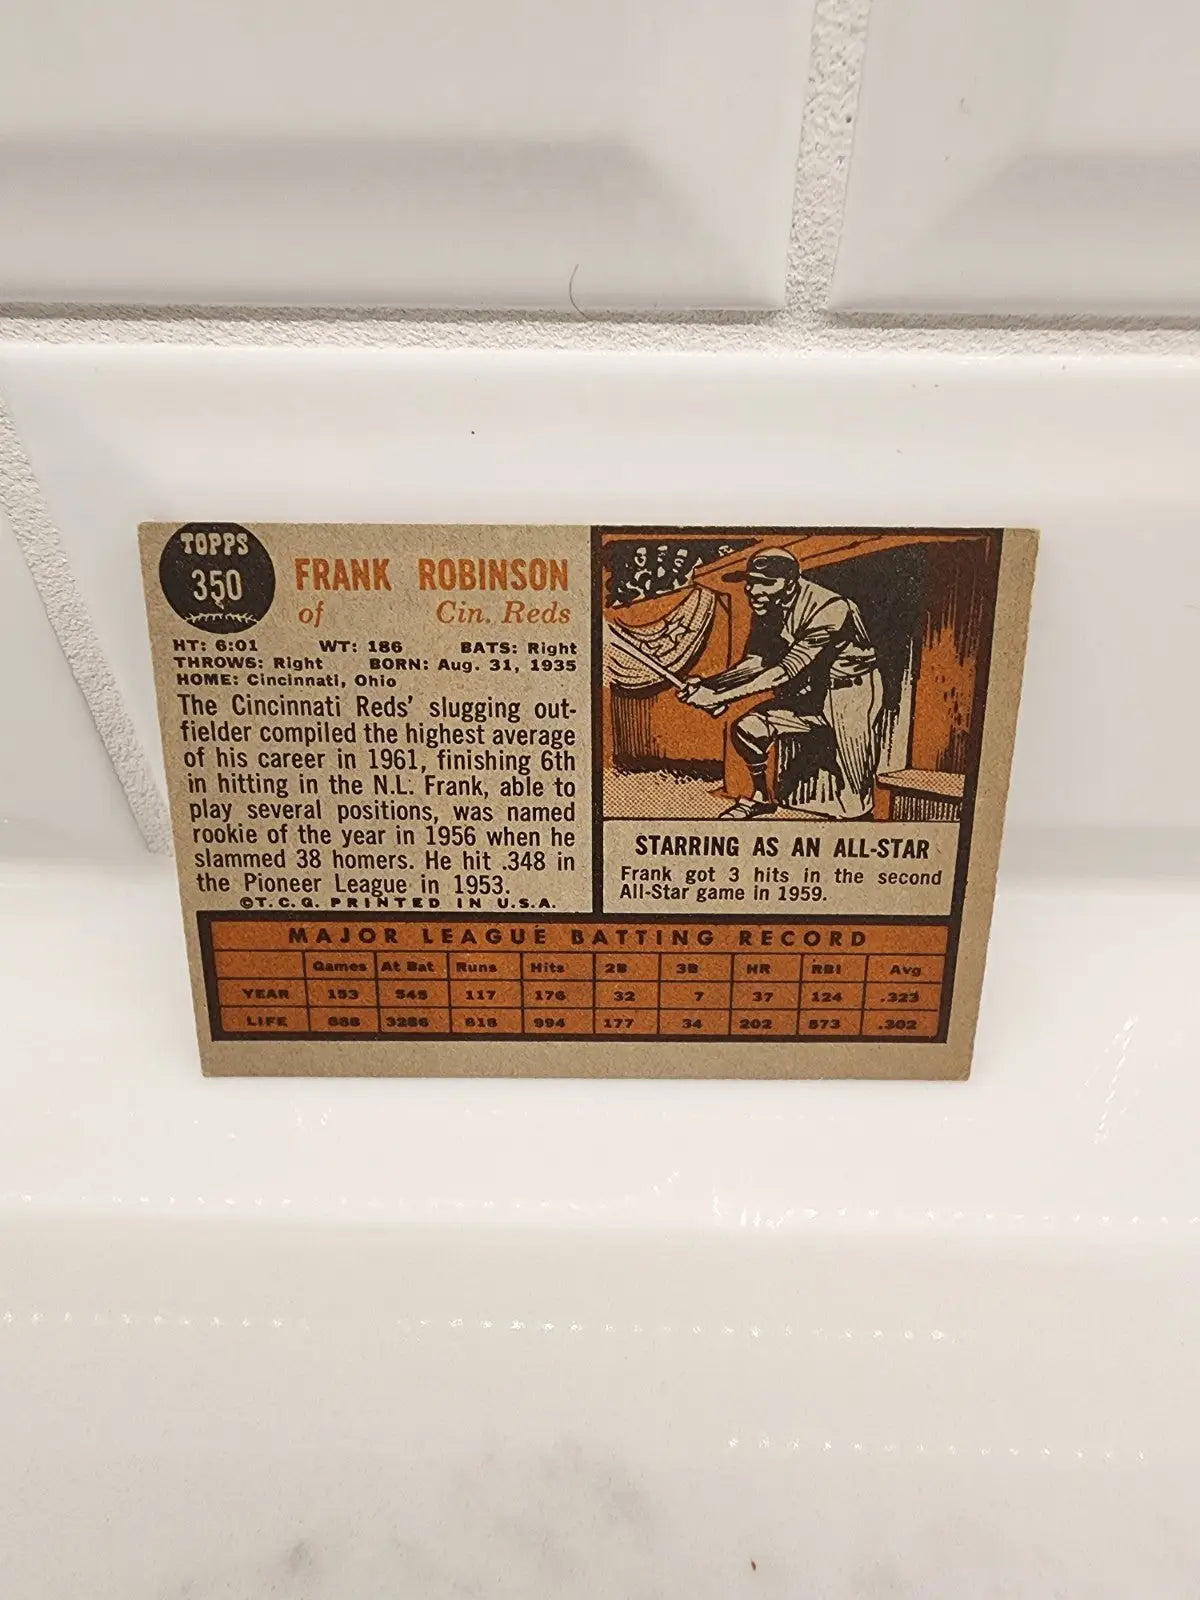 TOPPS
350
FRANK ROBINSON
of Cin. Reds
HT: 6:01 WT: 186 BATS: Right
THROWS: Right BORN: Aug. 31, 1935
HOME: Cincinnati, Ohio
The Cincinnati Reds' slugging out-
fielder compiled the highest average
of his career in 1961, finishing 6th
in hitting in the N.L. Frank, able to
play several positions, was named
rookie of the year in 1956 when he
slammed 38 homers. He hit .348 in
the Pioneer League in 1953.
©T.C.G. PRINTED IN U.S.A.
STARRING AS AN ALL-STAR
Frank got 3 hits in the second
All-Star game in 1959.
MAJOR LEAGUE BATTING RECORD
Games At Bat Runs Hits 2B 3B HR RBI Avg
YEAR 153 545 117 176 32 7 37 124 .323
LIFE 888 3286 618 994 177 34 202 573 .302